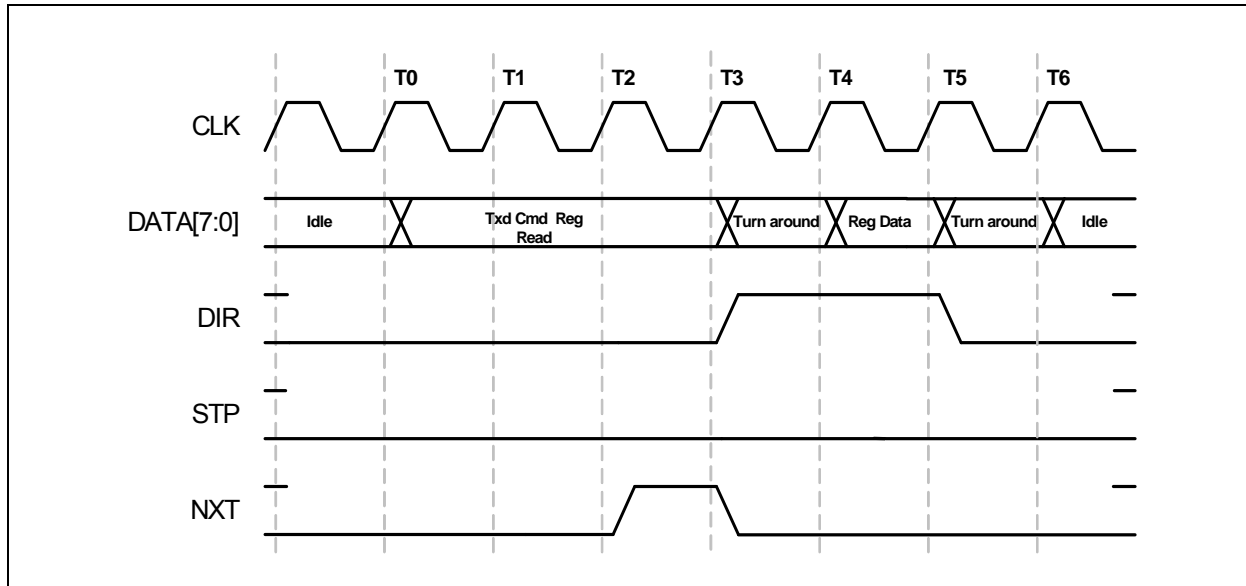 T0 T1 T2 T3 T4 T5 T6
CLK
DATA[7:0]
Idle
Txd Cmd Reg
Read
Turn around
Reg Data
Turn around
Idle
DIR
STP
NXT